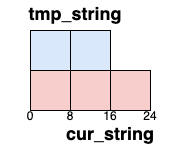 tmp_string
0 8 16 24
cur_string